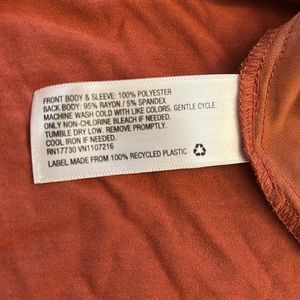 FRONT BODY & SLEEVE: 100% POLYESTER
BACK BODY: 95% RAYON / 5% SPANDEX
MACHINE WASH COLD WITH LIKE COLORS. GENTLE CYCLE.
ONLY NON-CHLORINE BLEACH IF NEEDED.
TUMBLE DRY LOW. REMOVE PROMPTLY.
COOL IRON IF NEEDED.
RN17730 VN1107216
LABEL MADE FROM 100% RECYCLED PLASTIC